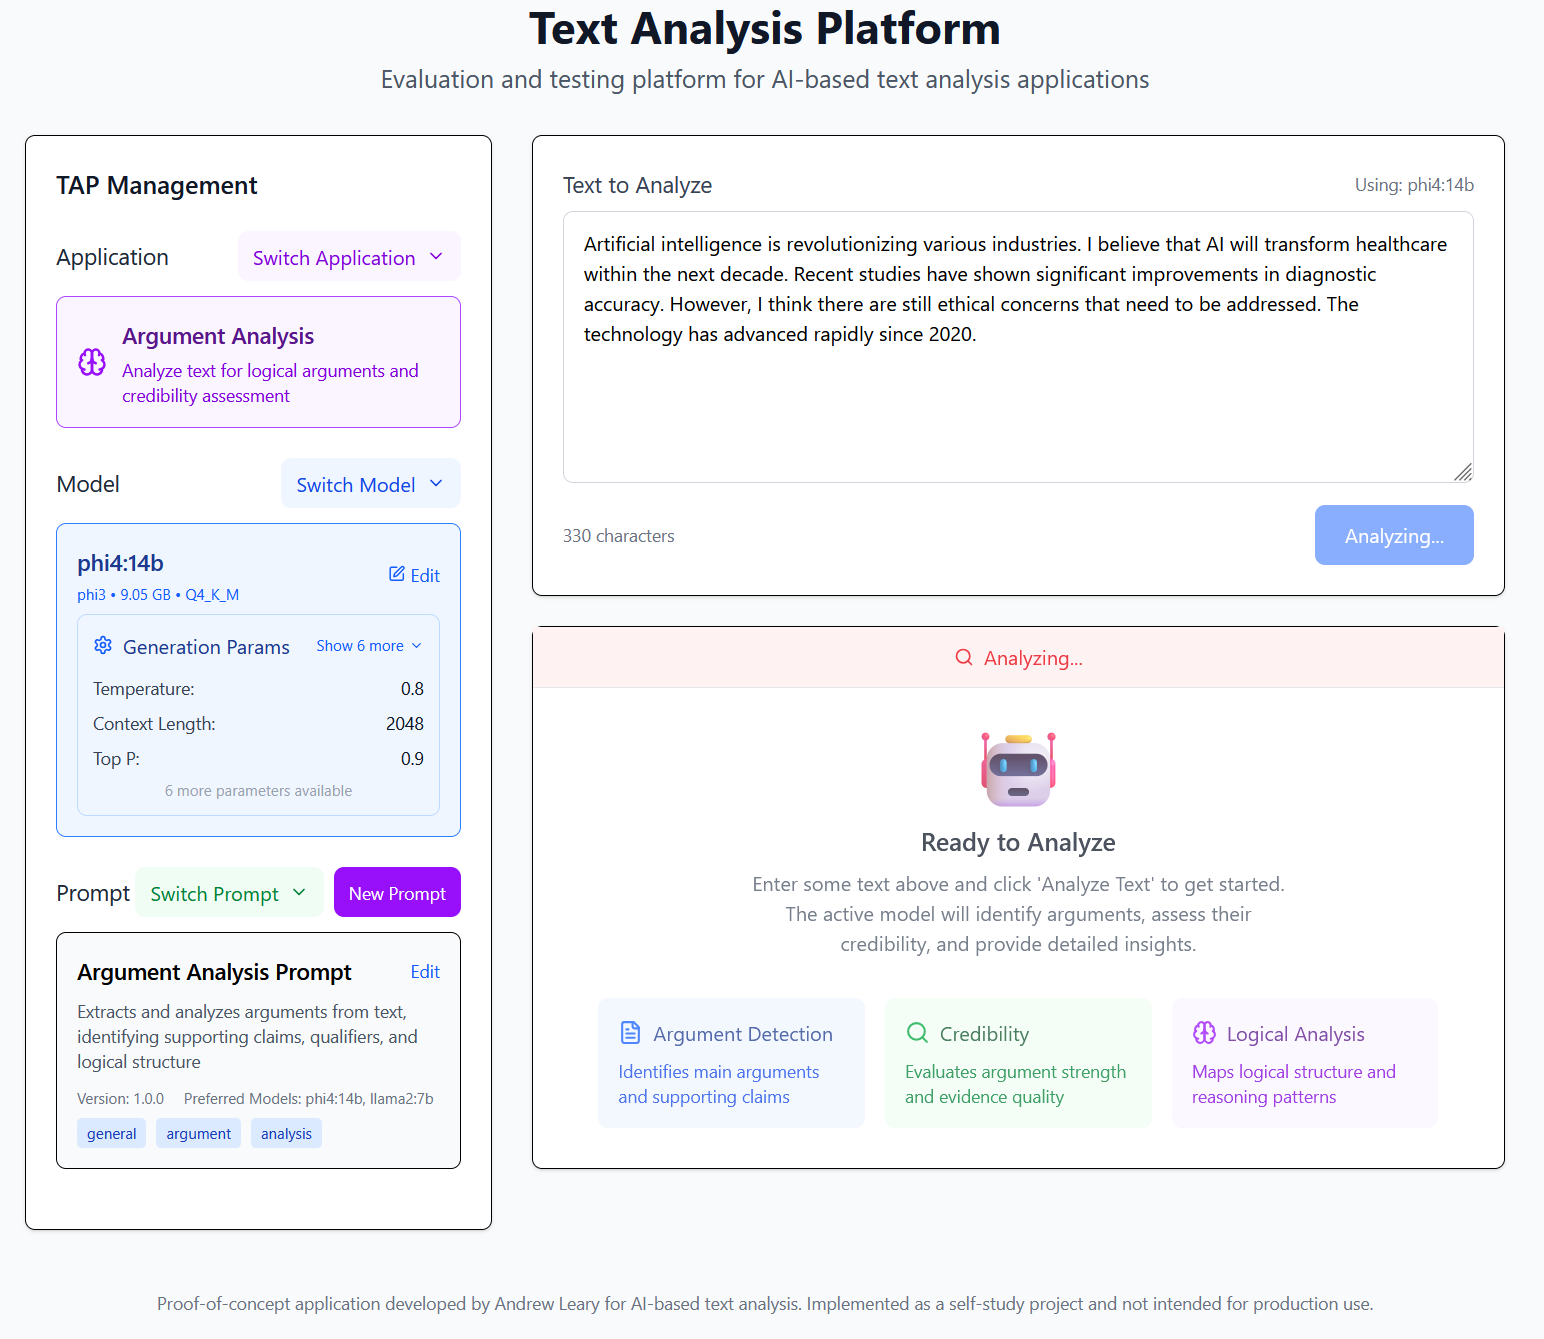 Text Analysis Platform
Evaluation and testing platform for AI-based text analysis applications
TAP Management
Application
Switch Application
Argument Analysis
Analyze text for logical arguments and
credibility assessment
Model
Switch Model
phi4:14b
Edit
phi3 • 9.05 GB • Q4_K_M
Generation Params
Show 6 more
Temperature:
0.8
Context Length:
2048
Top P:
0.9
6 more parameters available
Prompt
Switch Prompt
New Prompt
Argument Analysis Prompt
Edit
Extracts and analyzes arguments from text,
identifying supporting claims, qualifiers, and
logical structure
Version: 1.0.0
Preferred Models: phi4:14b, llama2:7b
general
argument
analysis
Text to Analyze
Using: phi4:14b
Artificial intelligence is revolutionizing various industries. I believe that AI will transform healthcare
within the next decade. Recent studies have shown significant improvements in diagnostic
accuracy. However, I think there are still ethical concerns that need to be addressed. The
technology has advanced rapidly since 2020.
330 characters
Analyzing...
Analyzing...
Ready to Analyze
Enter some text above and click 'Analyze Text' to get started.
The active model will identify arguments, assess their
credibility, and provide detailed insights.
Argument Detection
Identifies main arguments
and supporting claims
Credibility
Evaluates argument strength
and evidence quality
Logical Analysis
Maps logical structure and
reasoning patterns
Proof-of-concept application developed by Andrew Leary for AI-based text analysis. Implemented as a self-study project and not intended for production use.